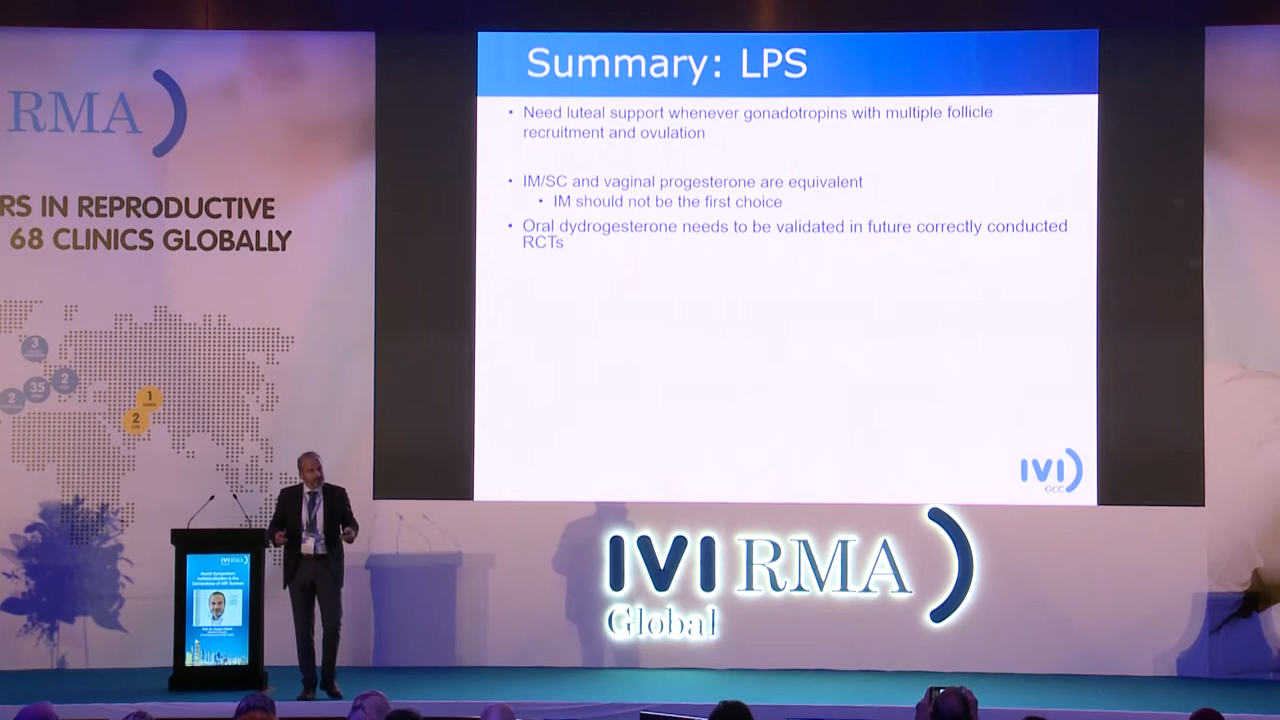 RMA
RS IN REPRODUCTIVE
68 CLINICS GLOBALLY
3
2
35
2
1
2
Summary: LPS
• Need luteal support whenever gonadotropins with multiple follicle
recruitment and ovulation
• IM/SC and vaginal progesterone are equivalent
• IM should not be the first choice
• Oral dydrogesterone needs to be validated in future correctly conducted
RCTs
IVI
GCC
IVI RMA
Global
IVI RMA